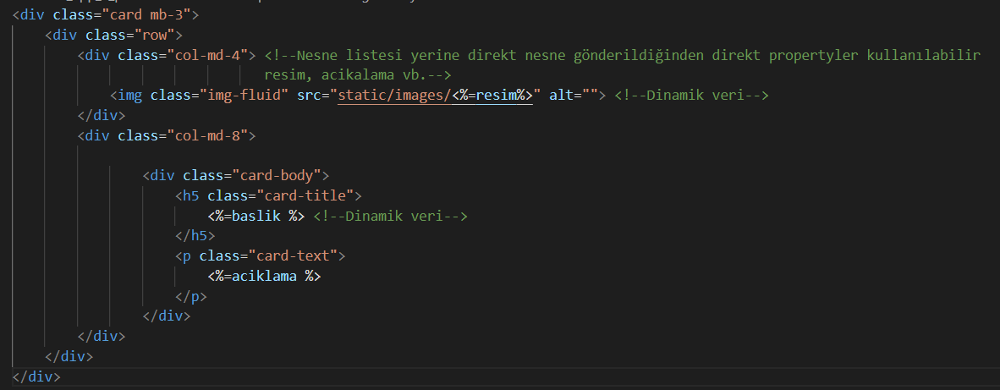 <div class="card mb-3">
<div class="row">
<div class="col-md-4"> <!--Nesne listesi yerine direkt nesne gönderildiğinden direkt propertyler kullanılabilir
resim, acikalama vb.-->
<img class="img-fluid" src="static/images/<%=resim%>" alt=""> <!--Dinamik veri-->
</div>
<div class="col-md-8">
<div class="card-body">
<h5 class="card-title">
<%=baslik %> <!--Dinamik veri-->
</h5>
<p class="card-text">
<%=aciklama %>
</p>
</div>
</div>
</div>
</div>